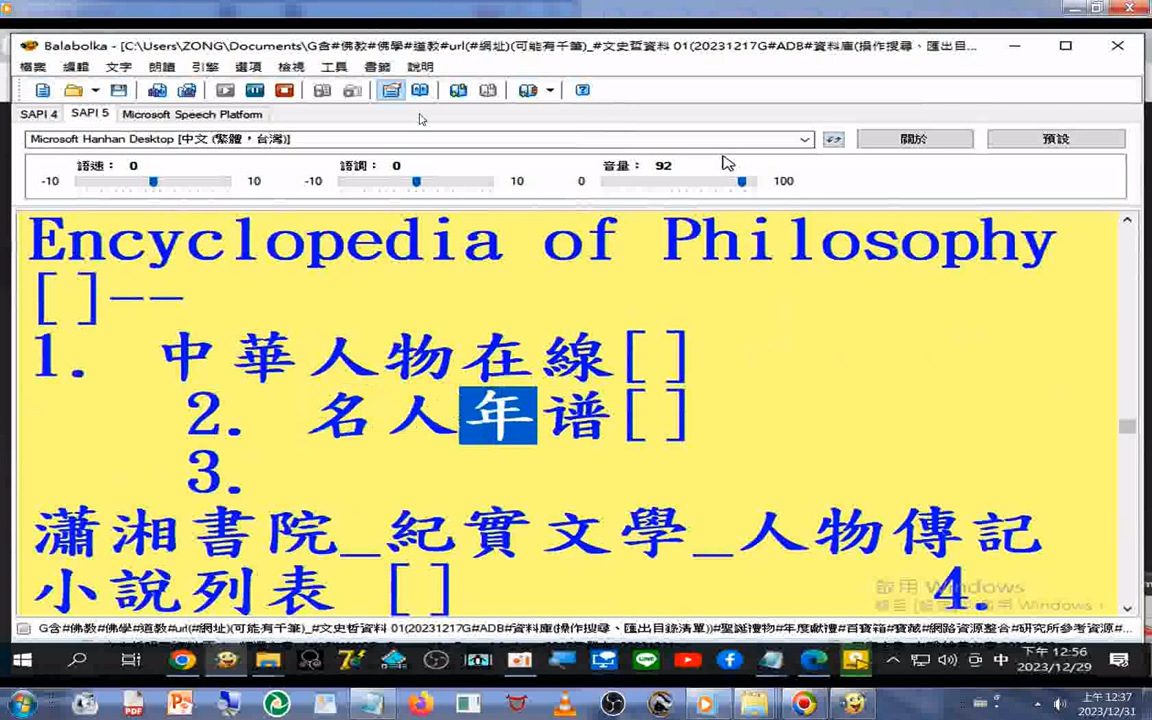 Balabolka - [C:\Users\ZONG\Documents\G含#佛教#佛學#道教#url(#網址)(可能有千筆)_#文史哲資料 01(20231217G#ADB#資料庫(操作搜尋、匯出目...
檔案 編輯 文字 朗讀 引擎 選項 檢視 工具 書籤 說明
SAPI 4 SAPI 5 Microsoft Speech Platform
Microsoft Hanhan Desktop [中文 (繁體，台灣)] 關於 預設
語速： 0 語調： 0 音量： 92
-10 10 -10 10 0 100
Encyclopedia of Philosophy
[]--
1. 中華人物在線[]
2. 名人年谱[]
3.
瀟湘書院_紀實文學_人物傳記
小說列表 [] 4.
啟用 Windows
G含#佛教#佛學#道教#url(#網址)(可能有千筆)_#文史哲資料 01(20231217G#ADB#資料庫(操作搜尋、匯出目錄清單))#聖誕禮物#年度獻禮#百寶箱#寶藏#網路資源整合#研究所參考資源#...
中 下午 12:56
2023/12/29
上午 12:37
2023/12/31